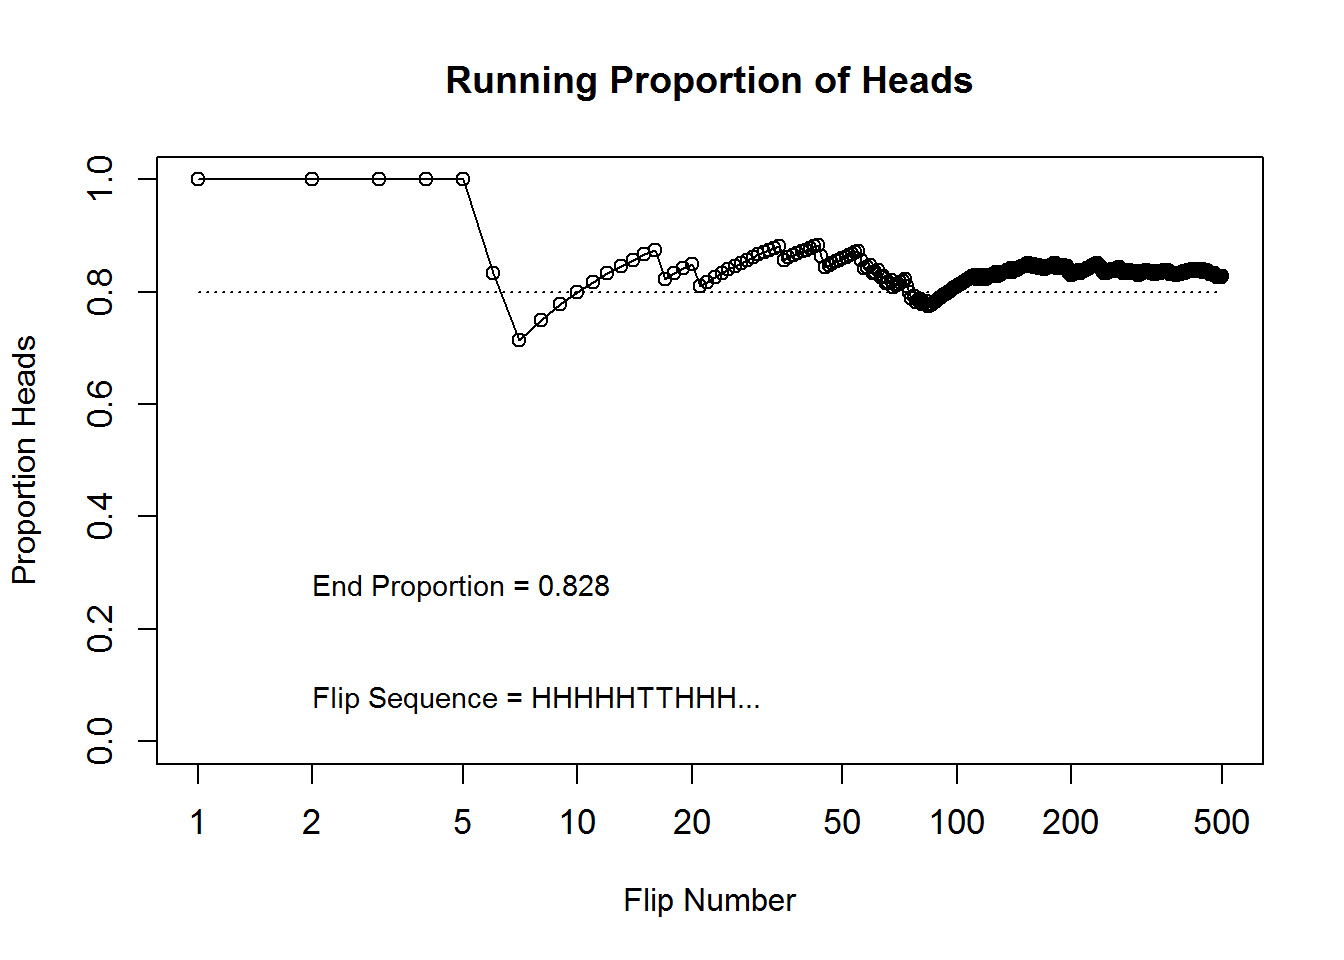 Running Proportion of Heads
Proportion Heads
1.0
0.8
0.6
0.4
0.2
0.0
End Proportion = 0.828
Flip Sequence = HHHHHTTHHH...
1 2 5 10 20 50 100 200 500
Flip Number